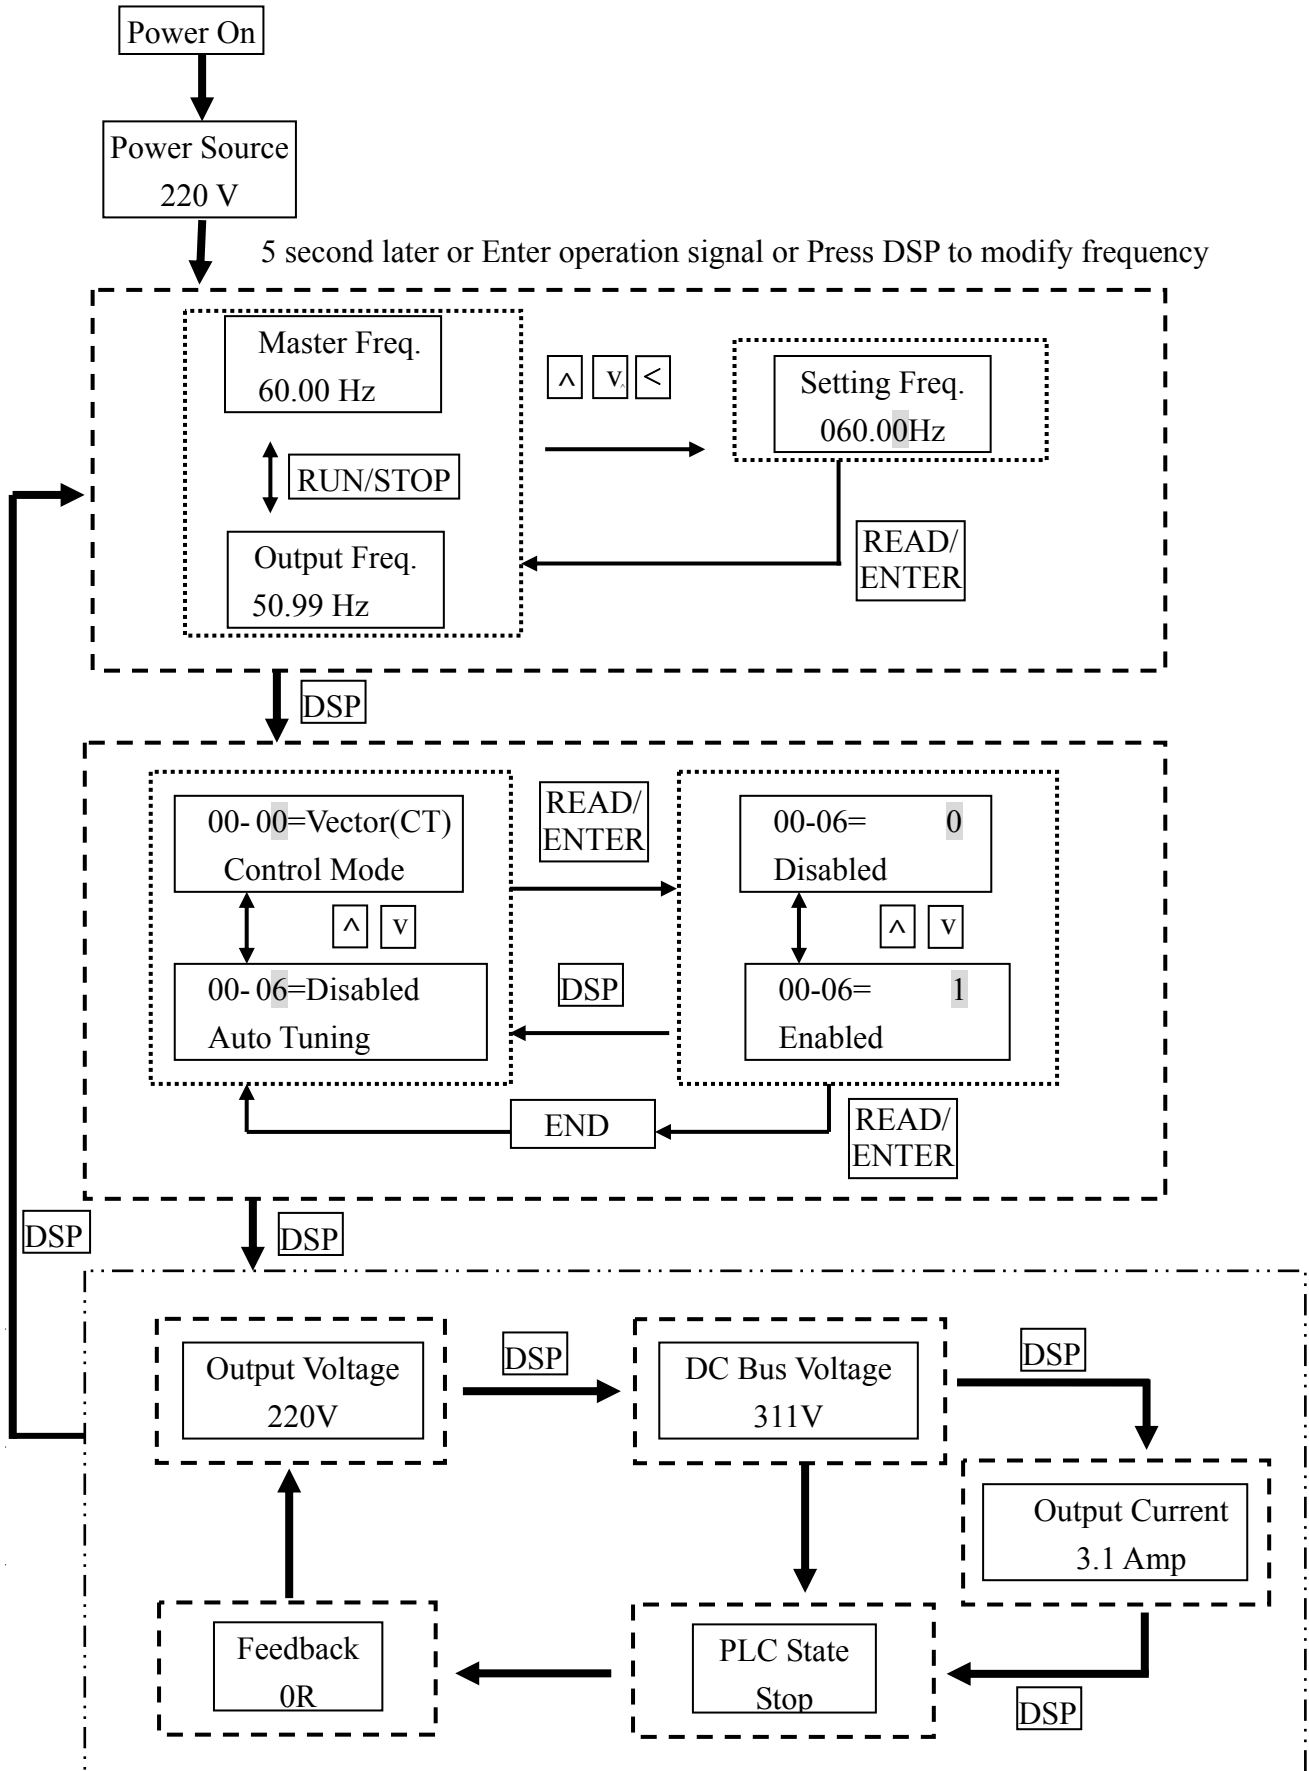 Power On
Power Source
220 V
5 second later or Enter operation signal or Press DSP to modify frequency
Master Freq.
60.00 Hz
^ v <
Setting Freq.
060.00Hz
RUN/STOP
Output Freq.
50.99 Hz
READ/
ENTER
DSP
00- 00=Vector(CT)
Control Mode
READ/
ENTER
00-06= 0
Disabled
^ v
^ v
00- 06=Disabled
Auto Tuning
DSP
00-06= 1
Enabled
END
READ/
ENTER
DSP
DSP
Output Voltage
220V
DSP
DC Bus Voltage
311V
DSP
Output Current
3.1 Amp
Feedback
0R
PLC State
Stop
DSP